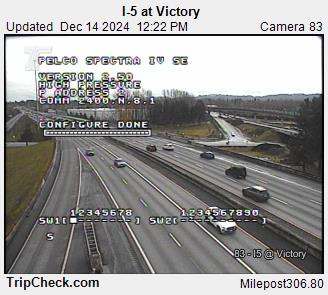 I-5 at Victory
Updated Dec 14 2024 12:22 PM Camera 83
PELCO SPECTRA IV SE
VERSION 2.50
HIGH PRESSURE
P ADDRESS 2
COMM 2400,N,8,1
CONFIGURE DONE
12345678 1234567890
SW1 SW2
S
83 - I5 @ Victory
TripCheck.com Milepost306.80